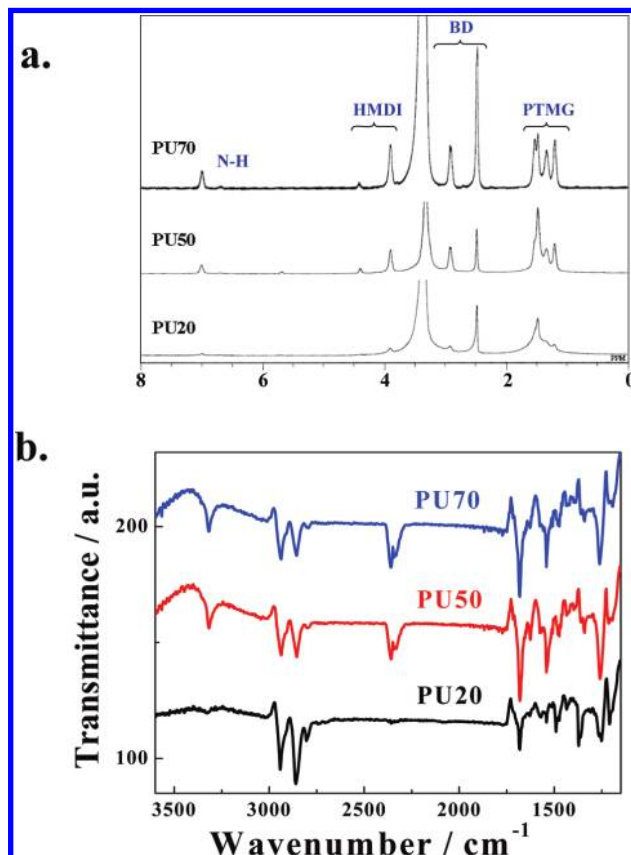 a.
BD
HMDI
PTMG
PU70
N-H
PU50
PU20
PPM
8 6 4 2 0
b.
PU70
PU50
PU20
200
100
Transmittance / a.u.
3500 3000 2500 2000 1500
Wavenumber / cm⁻¹